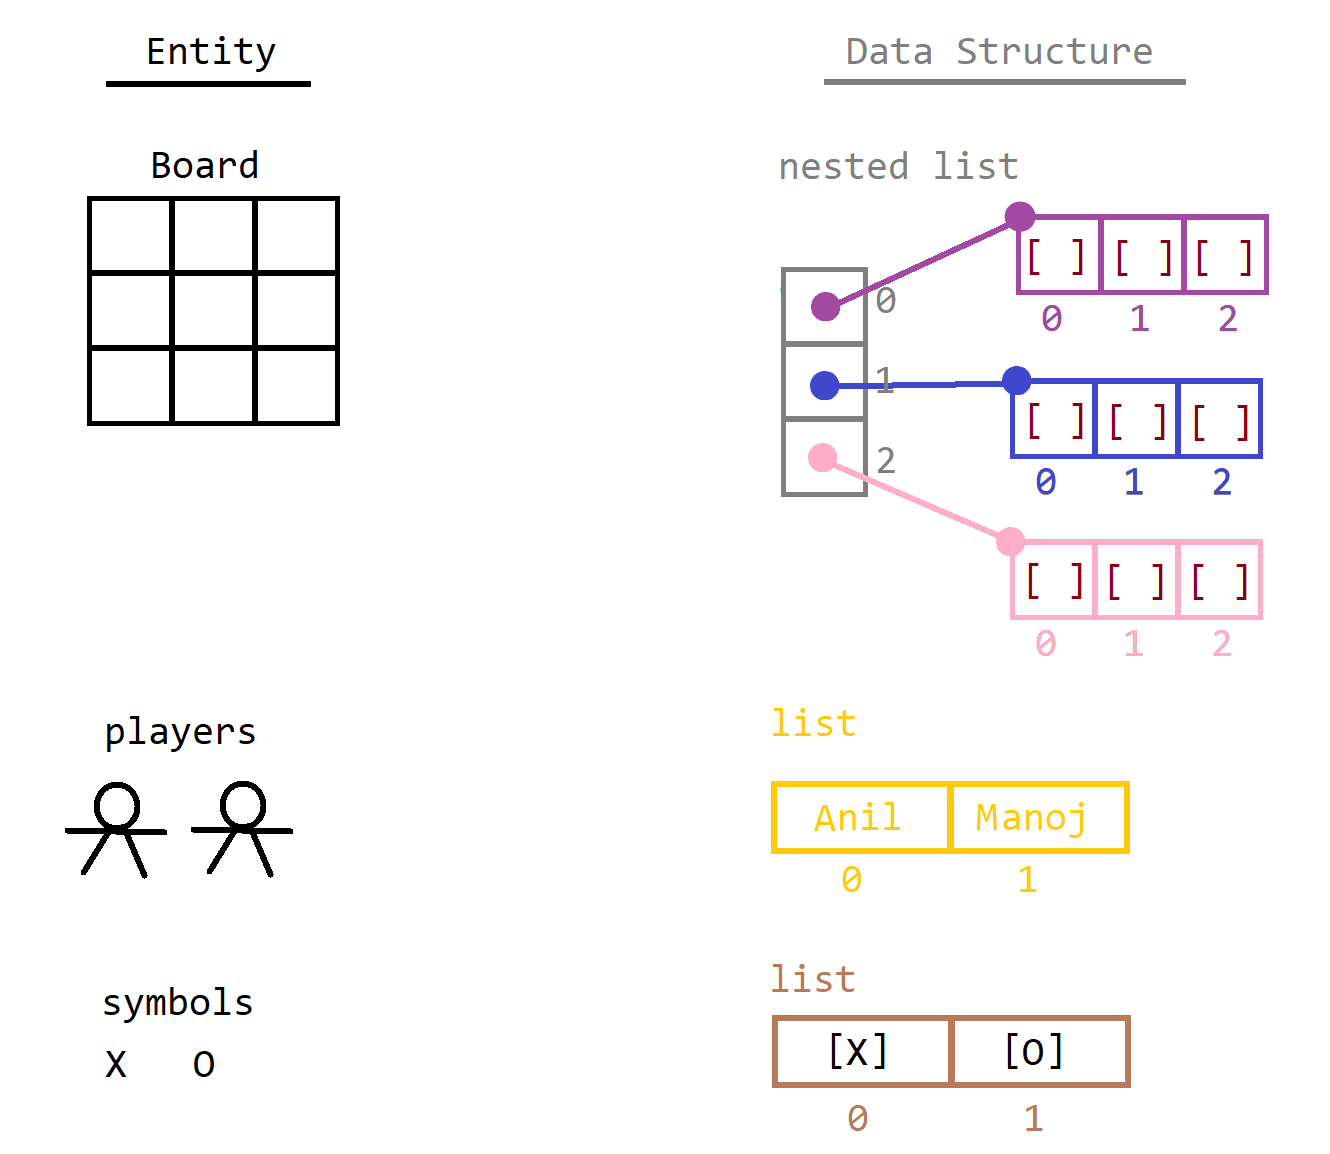 Entity
Data Structure
Board
nested list
[ ] [ ] [ ]
0 1 2
0
1
2
[ ] [ ] [ ]
0 1 2
[ ] [ ] [ ]
0 1 2
players
list
Anil Manoj
0 1
symbols
X O
list
[X] [O]
0 1